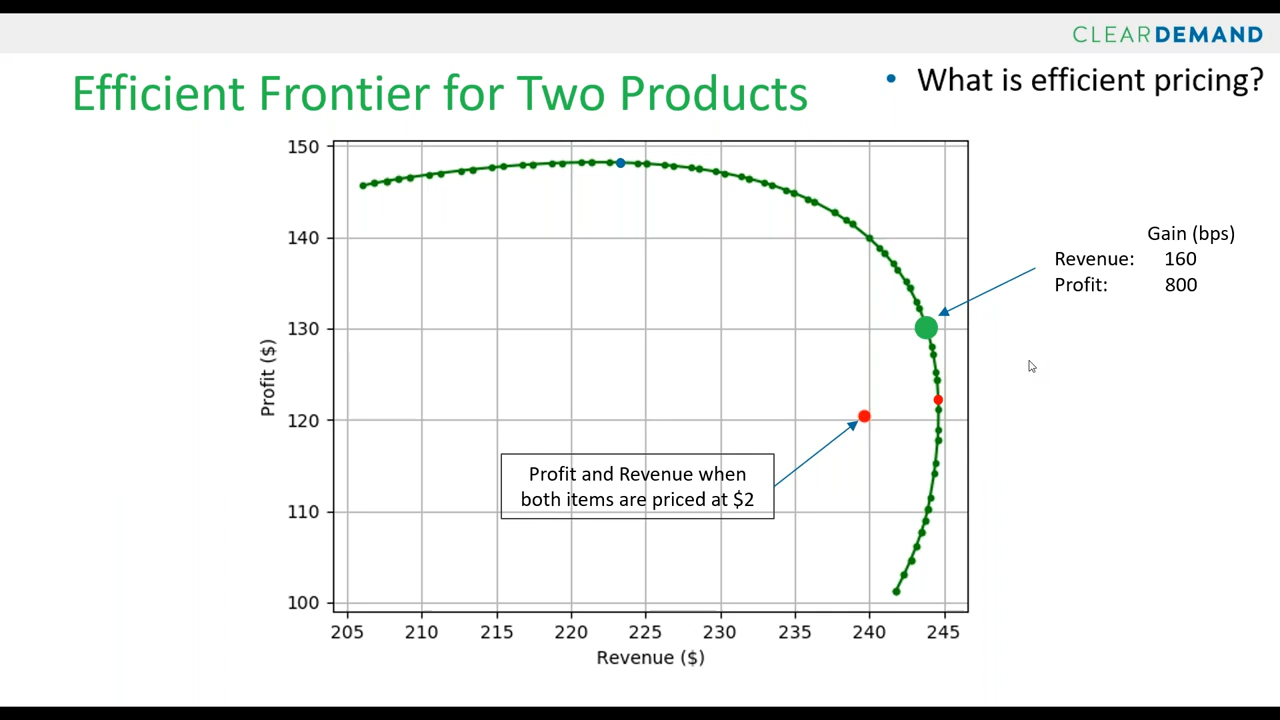 CLEARDEMAND
Efficient Frontier for Two Products
• What is efficient pricing?
150
140
130
120
110
100
Profit ($)
205 210 215 220 225 230 235 240 245
Revenue ($)
Profit and Revenue when
both items are priced at $2
Gain (bps)
Revenue: 160
Profit: 800